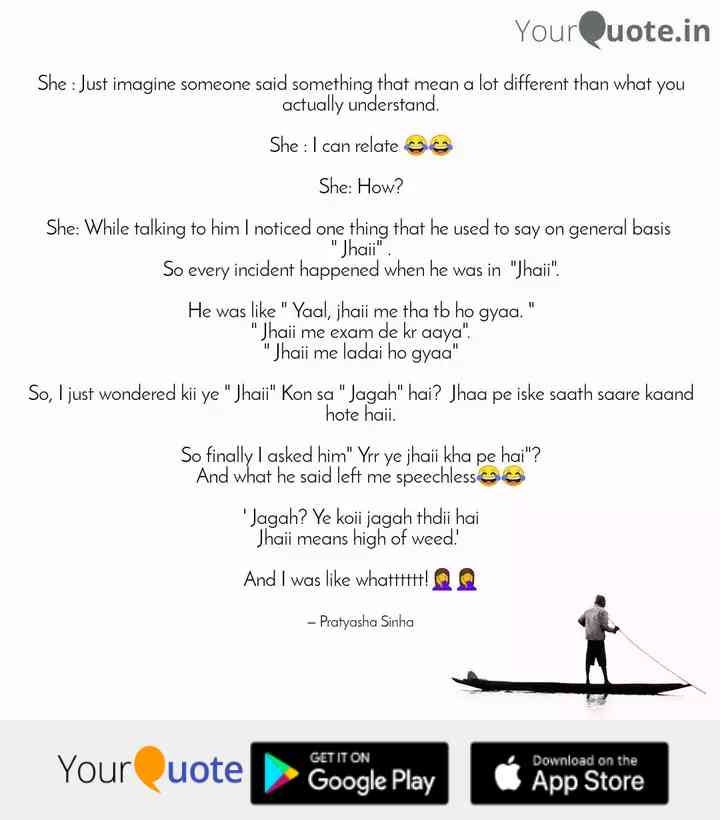 YourQuote.in
She : Just imagine someone said something that mean a lot different than what you
actually understand.
She : I can relate 😂😂
She: How?
She: While talking to him I noticed one thing that he used to say on general basis
" Jhaii" .
So every incident happened when he was in "Jhaii".
He was like " Yaal, jhaii me tha tb ho gyaa. "
" Jhaii me exam de kr aaya".
" Jhaii me ladai ho gyaa"
So, I just wondered kii ye " Jhaii" Kon sa " Jagah" hai? Jhaa pe iske saath saare kaand
hote haii.
So finally I asked him" Yrr ye jhaii kha pe hai"?
And what he said left me speechless😂😂
' Jagah? Ye koii jagah thdii hai
Jhaii means high of weed.'
And I was like whatttttt!🤦‍♀️🤦‍♀️
– Pratyasha Sinha
YourQuote
GET IT ON
Google Play
Download on the
App Store